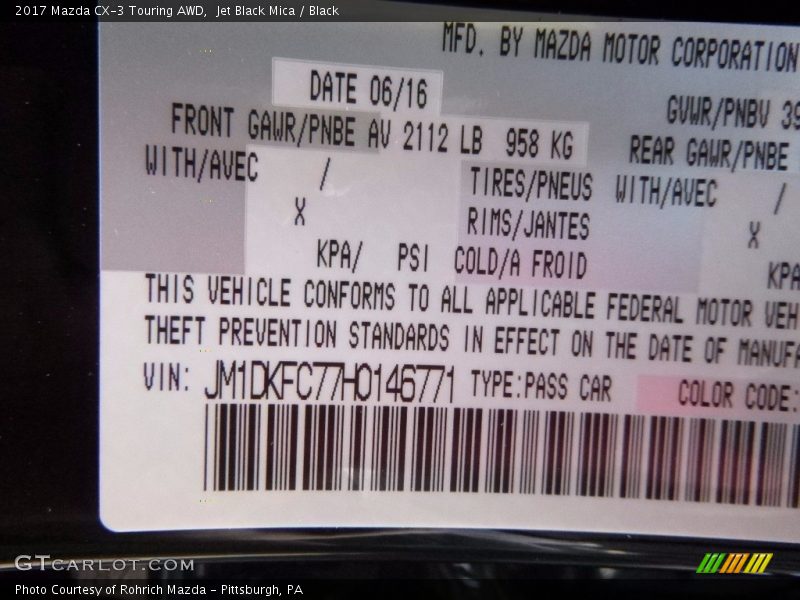 2017 Mazda CX-3 Touring AWD, Jet Black Mica / Black
MFD. BY MAZDA MOTOR CORPORATION
DATE 06/16
GVWR/PNBV 39
FRONT GAWR/PNBE AV 2112 LB 958 KG
REAR GAWR/PNBE
WITH/AVEC /
TIRES/PNEUS WITH/AVEC /
X
RIMS/JANTES
X
KPA/ PSI COLD/A FROID
KPA
THIS VEHICLE CONFORMS TO ALL APPLICABLE FEDERAL MOTOR VEH
THEFT PREVENTION STANDARDS IN EFFECT ON THE DATE OF MANUFA
VIN: JM1DKFC77H0146771 TYPE:PASS CAR COLOR CODE:
GTCARLOT.COM
Photo Courtesy of Rohrich Mazda - Pittsburgh, PA